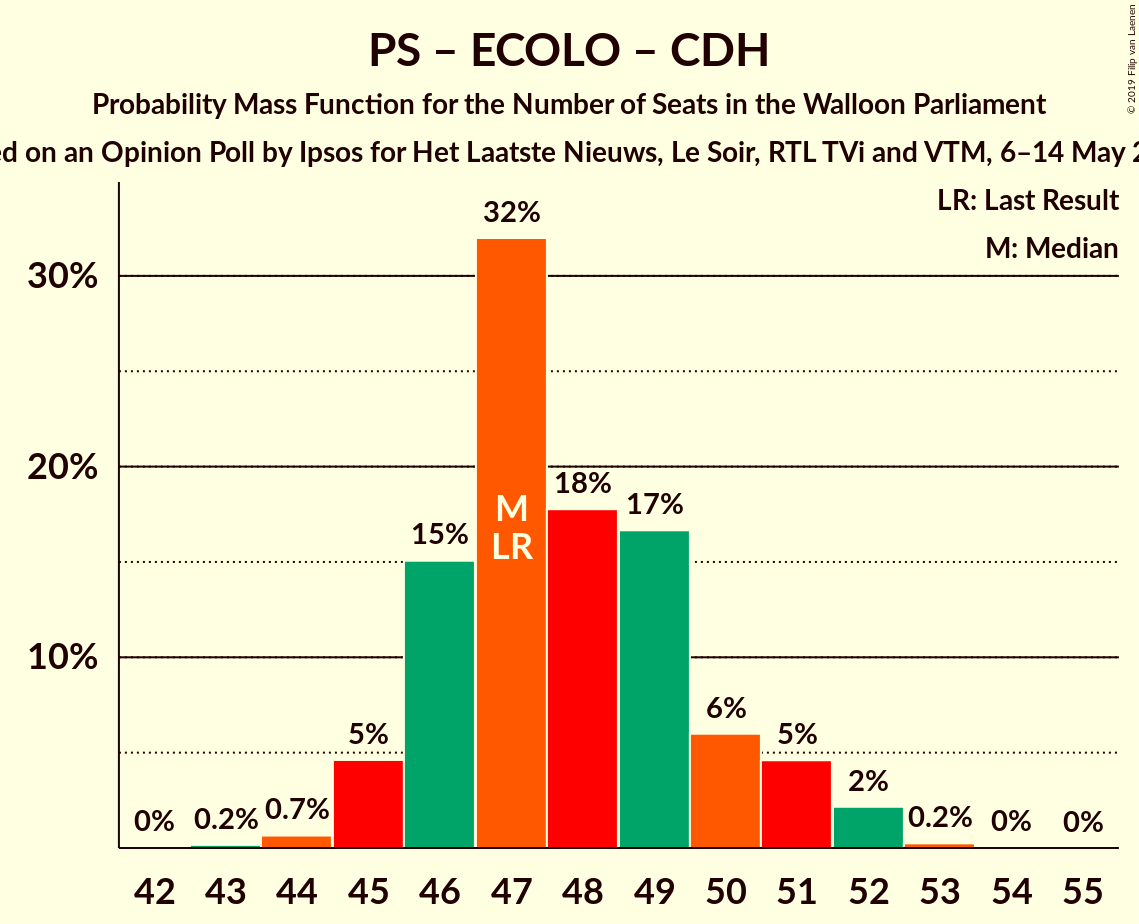 PS – ECOLO – CDH
Probability Mass Function for the Number of Seats in the Walloon Parliament
on an Opinion Poll by Ipsos for Het Laatste Nieuws, Le Soir, RTL TVi and VTM, 6–14 May
© 2019 Filip van Laenen
LR: Last Result
M: Median
32%
30%
20%
18%
17%
15%
M
LR
10%
6%
5%
5%
2%
0%
0.2%
0.7%
0.2%
0%
0%
42 43 44 45 46 47 48 49 50 51 52 53 54 55